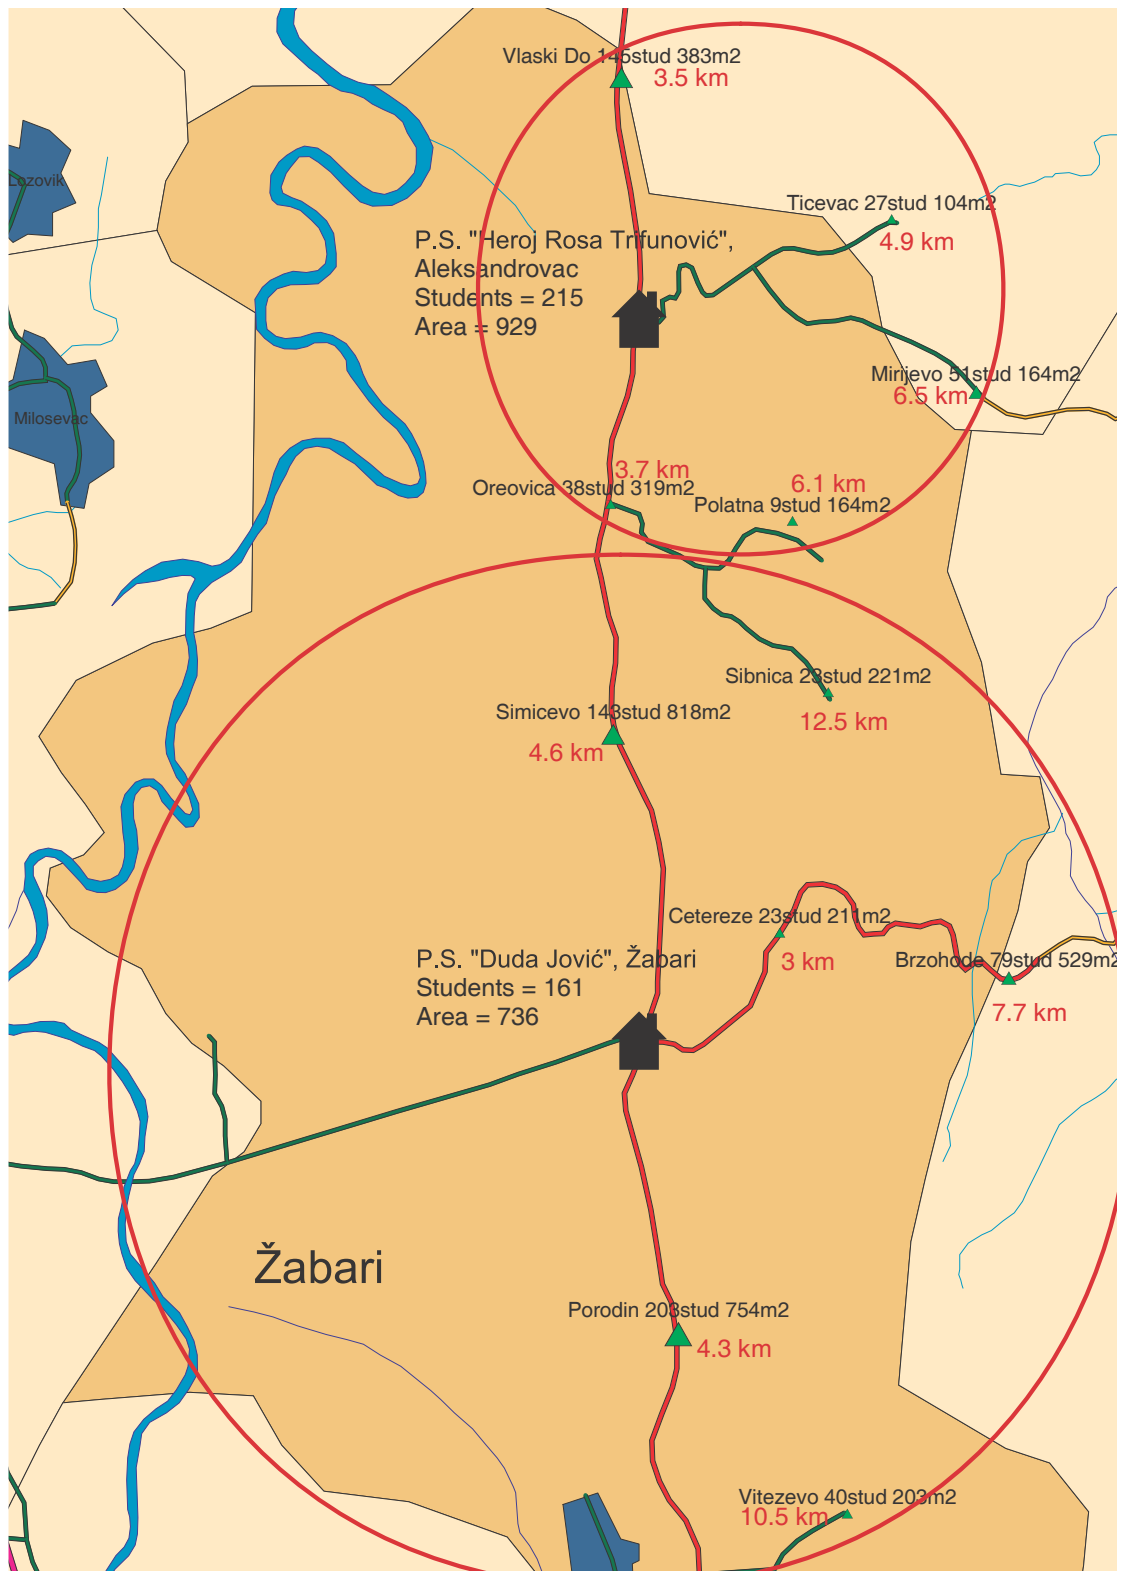 Vlaski Do 145stud 383m2
3.5 km
Lozovik
Ticevac 27stud 104m2
4.9 km
P.S. "Heroj Rosa Trifunović",
Aleksandrovac
Students = 215
Area = 929
Mirijevo 51stud 164m2
6.5 km
Milosevac
3.7 km
Oreovica 38stud 319m2
6.1 km
Polatna 9stud 164m2
Sibnica 23stud 221m2
12.5 km
Simicevo 143stud 818m2
4.6 km
Cetereze 23stud 211m2
3 km
P.S. "Duda Jović", Žabari
Students = 161
Area = 736
Brzohode 79stud 529m2
7.7 km
Žabari
Porodin 203stud 754m2
4.3 km
Vitezevo 40stud 203m2
10.5 km